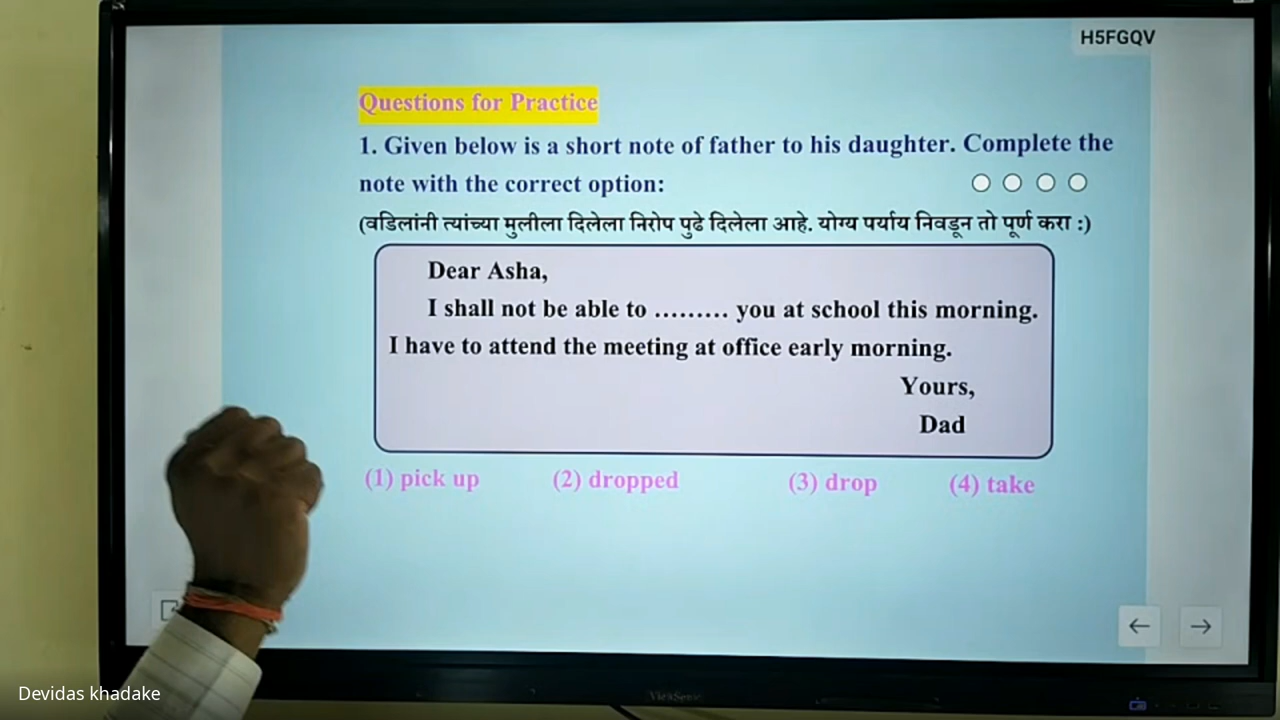 H5FGQV
Questions for Practice
1. Given below is a short note of father to his daughter. Complete the
note with the correct option:
(वडिलांनी त्यांच्या मुलीला दिलेला निरोप पुढे दिलेला आहे. योग्य पर्याय निवडून तो पूर्ण करा :)
Dear Asha,
I shall not be able to ......... you at school this morning.
I have to attend the meeting at office early morning.
Yours,
Dad
(1) pick up (2) dropped (3) drop (4) take
Devidas khadake
ViewSonic